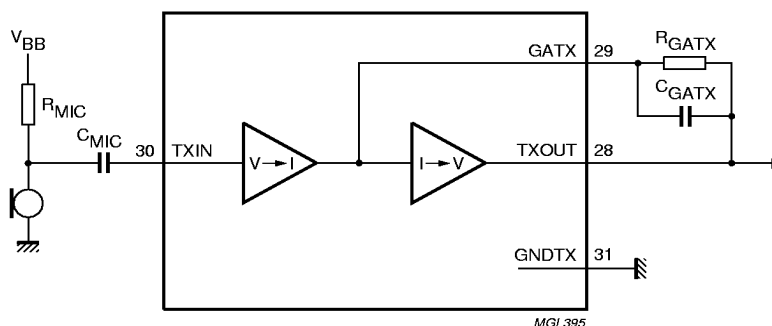 V_BB
R_MIC
C_MIC
30
TXIN
V→I
I→V
GATX
29
R_GATX
C_GATX
TXOUT
28
GNDTX
31
MGL395